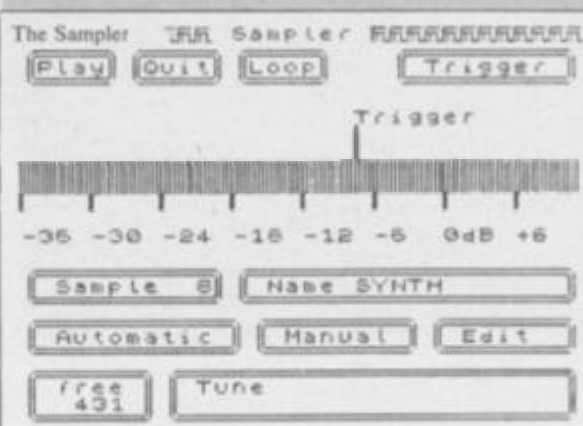 The Sampler Sampler
Play Quit Loop Trigger
Trigger
-36 -30 -24 -18 -12 -6 0dB +6
Sample 8 Name SYNTH
Automatic Manual Edit
free Tune
431